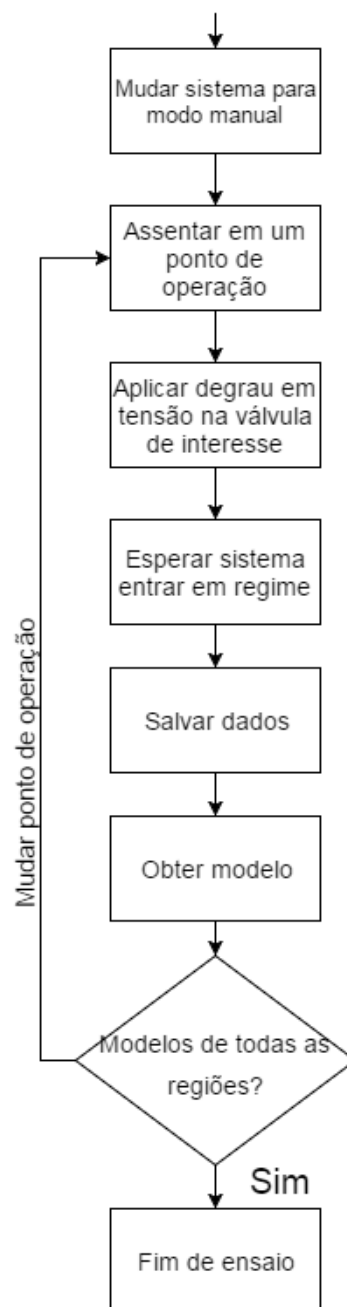 Mudar sistema para
modo manual
Assentar em um
ponto de
operação
Aplicar degrau em
tensão na válvula
de interesse
Esperar sistema
entrar em regime
Salvar dados
Mudar ponto de operação
Obter modelo
Modelos de todas as
regiões?
Sim
Fim de ensaio